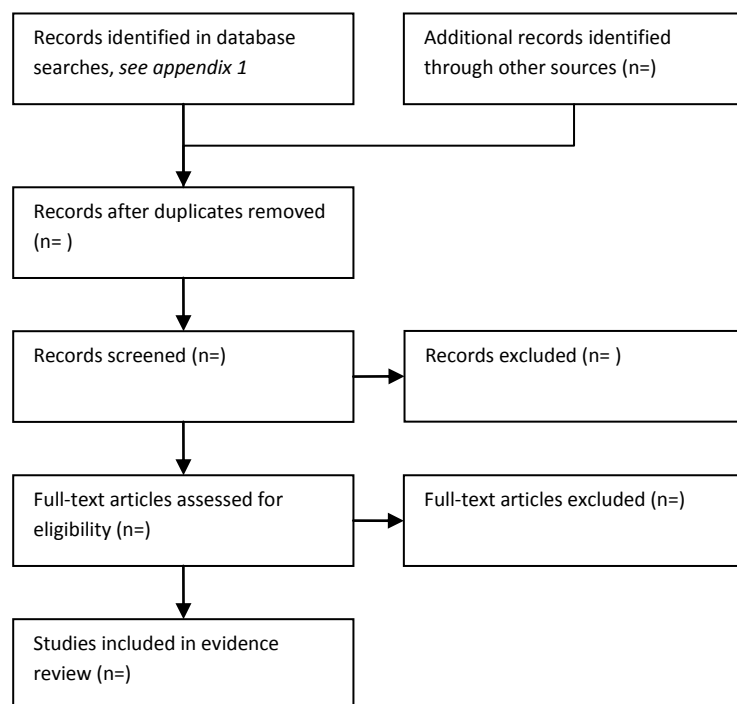 Records identified in database
searches, see appendix 1
Additional records identified
through other sources (n=)
Records after duplicates removed
(n= )
Records screened (n=)
Records excluded (n= )
Full-text articles assessed for
eligibility (n=)
Full-text articles excluded (n=)
Studies included in evidence
review (n=)